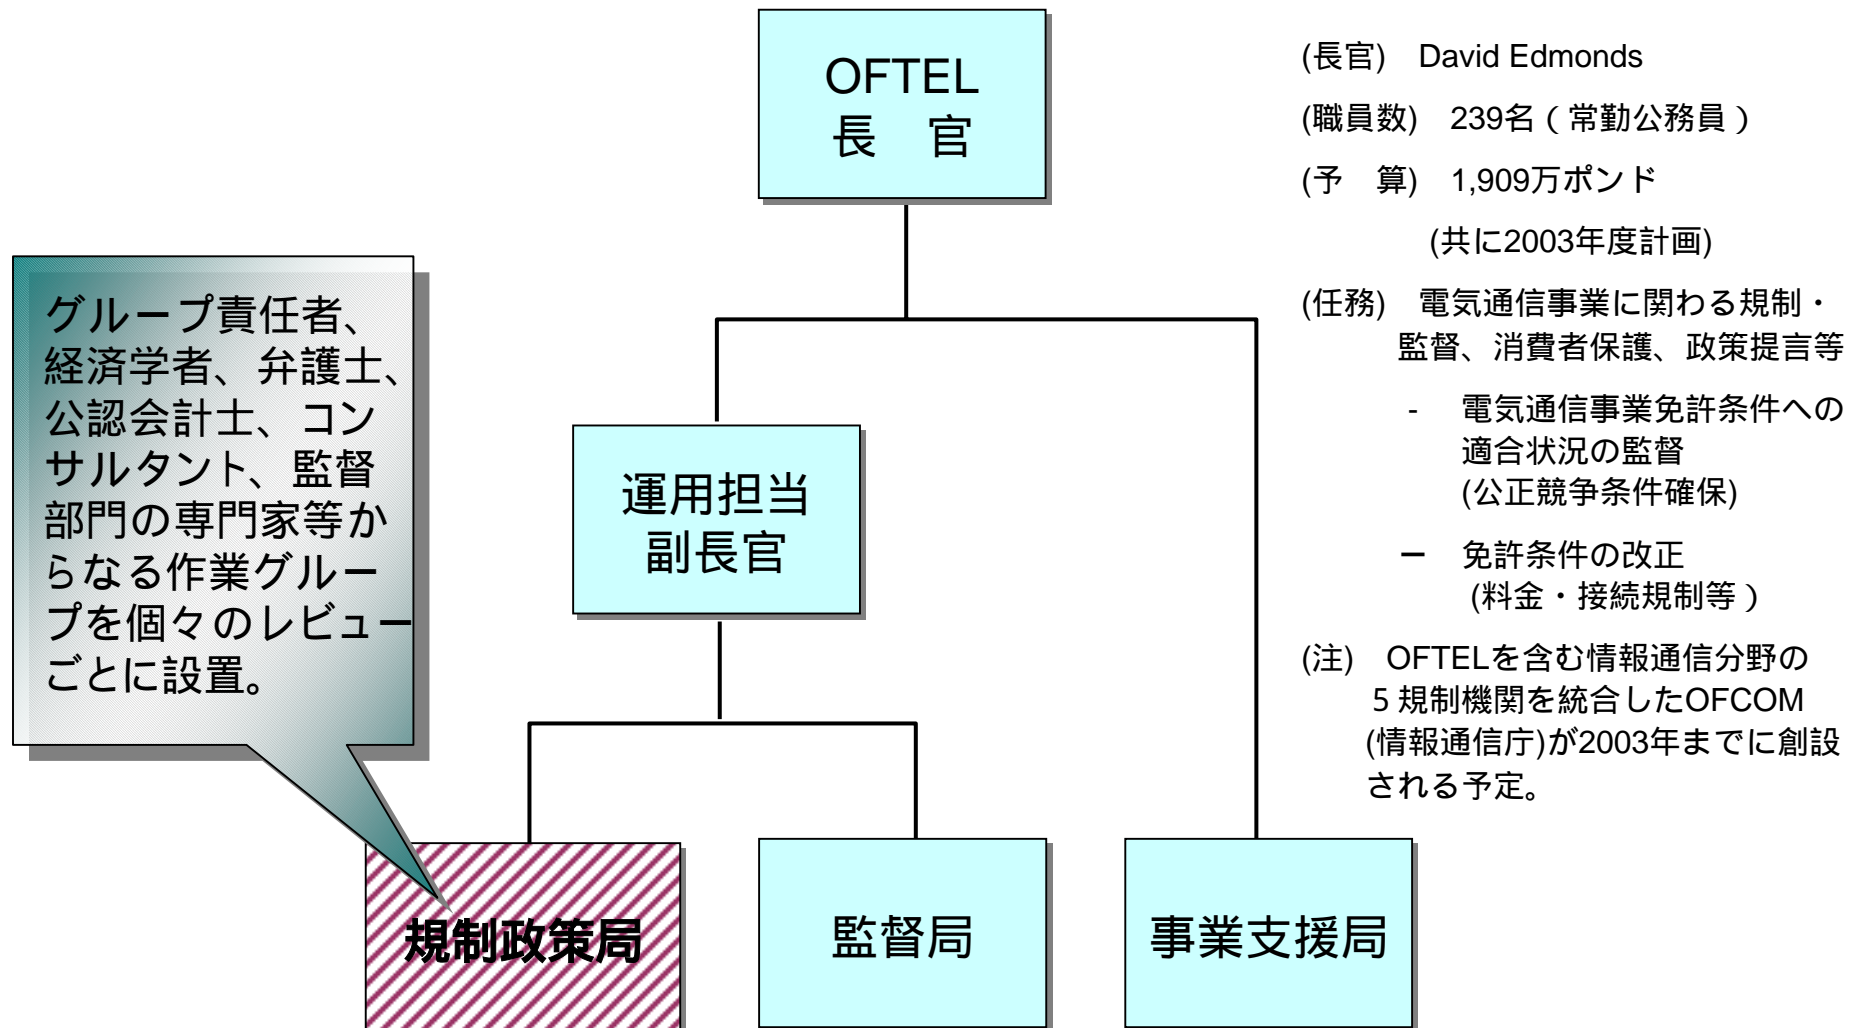 OFTEL
長　官
(長官)　David Edmonds
(職員数)　239名（常勤公務員）
(予　算)　1,909万ポンド
(共に2003年度計画)
(任務)　電気通信事業に関わる規制・
監督、消費者保護、政策提言等
-　電気通信事業免許条件への
適合状況の監督
(公正競争条件確保)
ー　免許条件の改正
(料金・接続規制等）
(注)　OFTELを含む情報通信分野の
５規制機関を統合したOFCOM
(情報通信庁)が2003年までに創設
される予定。
グループ責任者、
経済学者、弁護士、
公認会計士、コン
サルタント、監督
部門の専門家等か
らなる作業グルー
プを個々のレビュー
ごとに設置。
運用担当
副長官
規制政策局
監督局
事業支援局